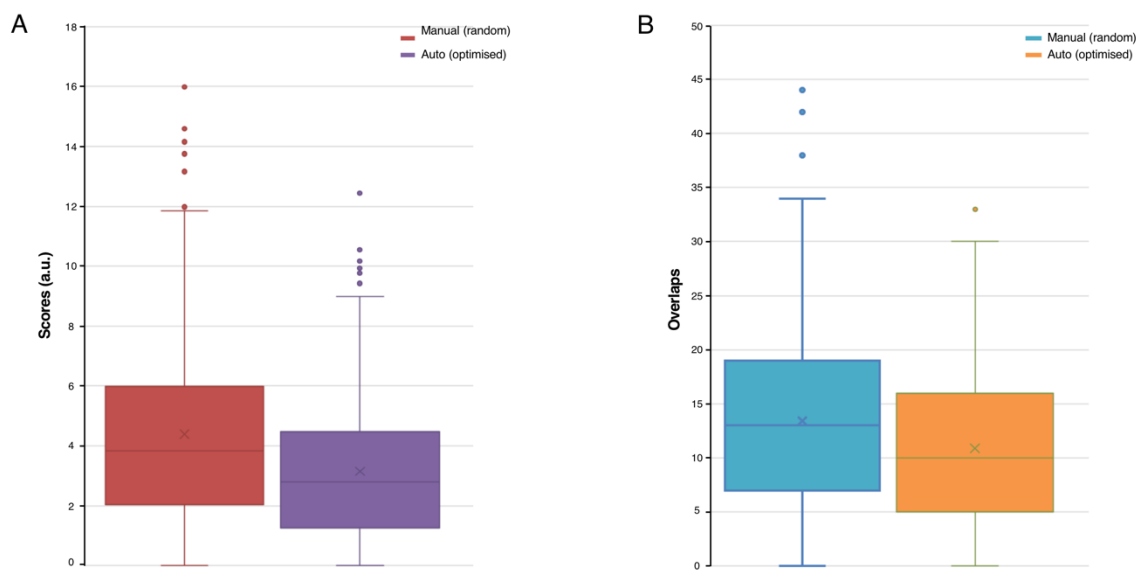 A
Manual (random)
Auto (optimised)
Scores (a.u.)
18
16
14
12
10
8
6
4
2
0
B
Manual (random)
Auto (optimised)
Overlaps
50
45
40
35
30
25
20
15
10
5
0